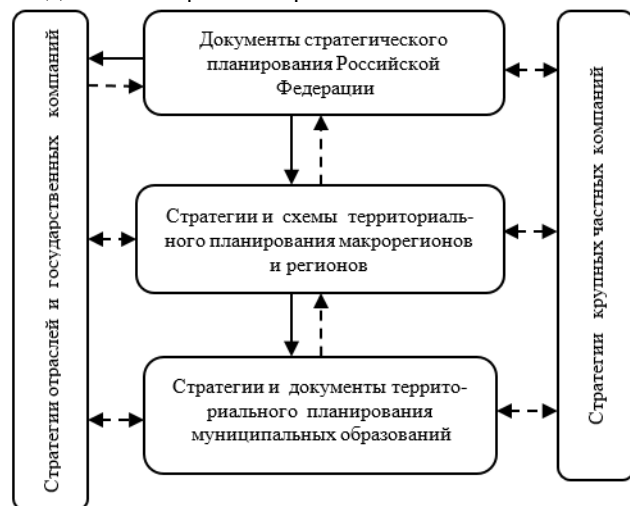 Стратегии отраслей и государственных компаний
Документы стратегического
планирования Российской
Федерации
Стратегии и схемы территориаль-
ного планирования макрорегионов
и регионов
Стратегии и документы террито-
риального планирования
муниципальных образований
Стратегии крупных частных компаний